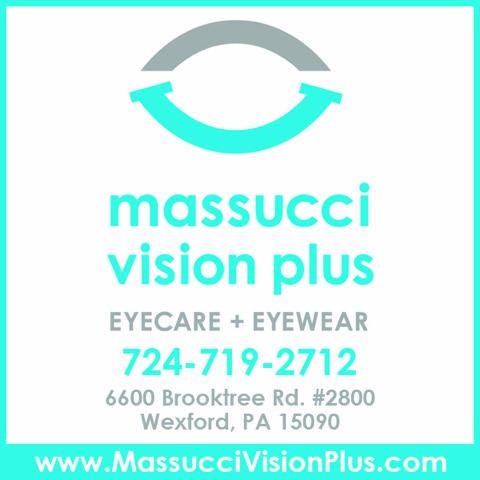 massucci
vision plus
EYECARE + EYEWEAR
724-719-2712
6600 Brooktree Rd. #2800
Wexford, PA 15090
www.MassucciVisionPlus.com